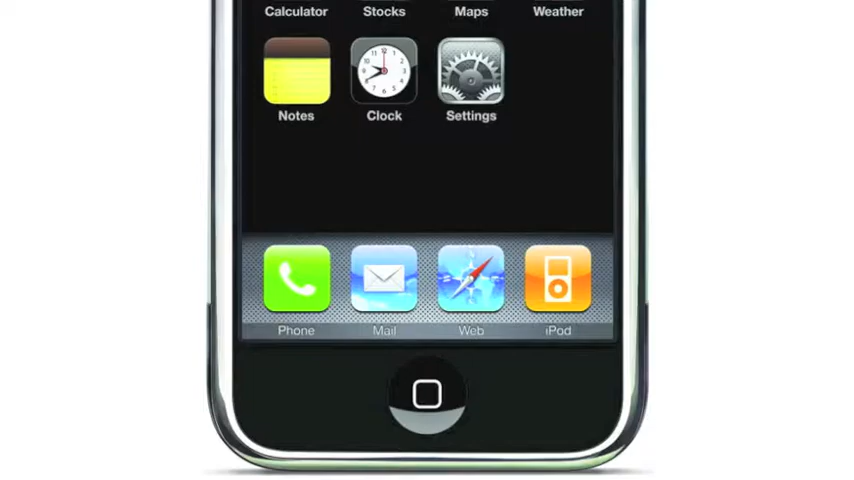 Calculator Stocks Maps Weather
Notes Clock Settings
Phone Mail Web iPod